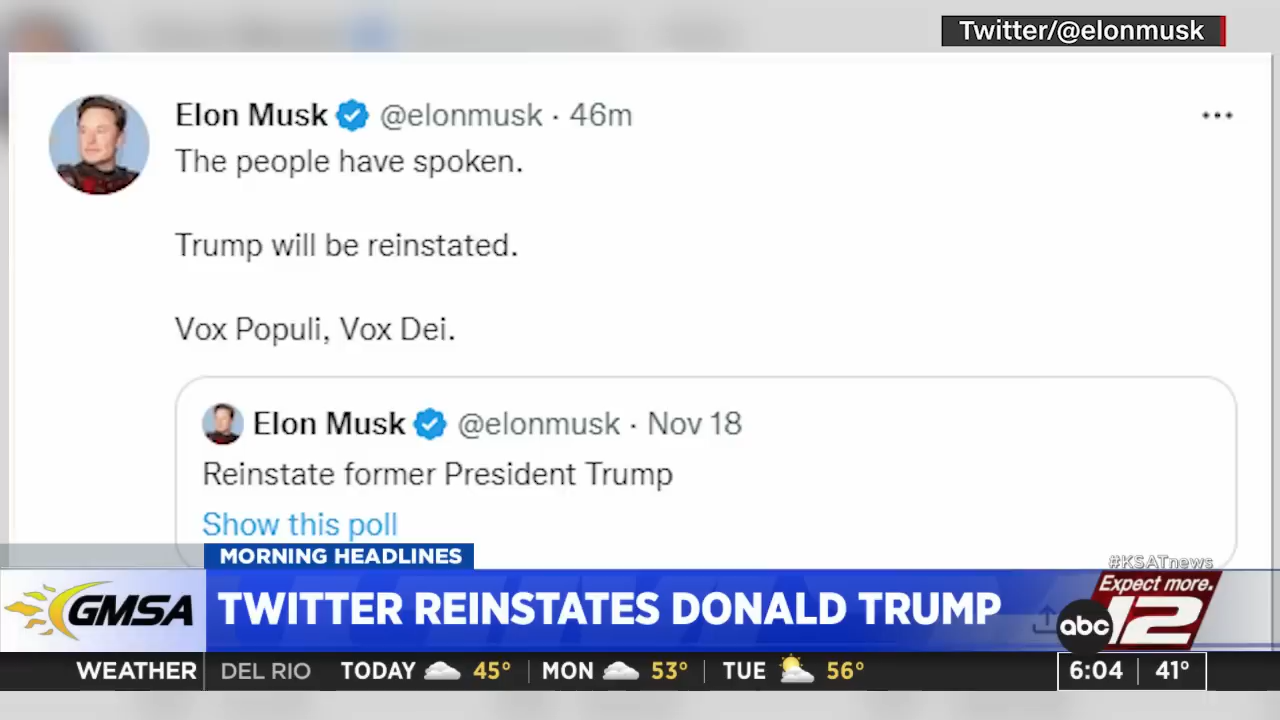 Twitter/@elonmusk
Elon Musk @elonmusk · 46m
The people have spoken.
Trump will be reinstated.
Vox Populi, Vox Dei.
Elon Musk @elonmusk · Nov 18
Reinstate former President Trump
Show this poll
MORNING HEADLINES
#KSATnews
GMSA
TWITTER REINSTATES DONALD TRUMP
Expect more.
abc 12
WEATHER DEL RIO TODAY 45° MON 53° TUE 56° 6:04 41°